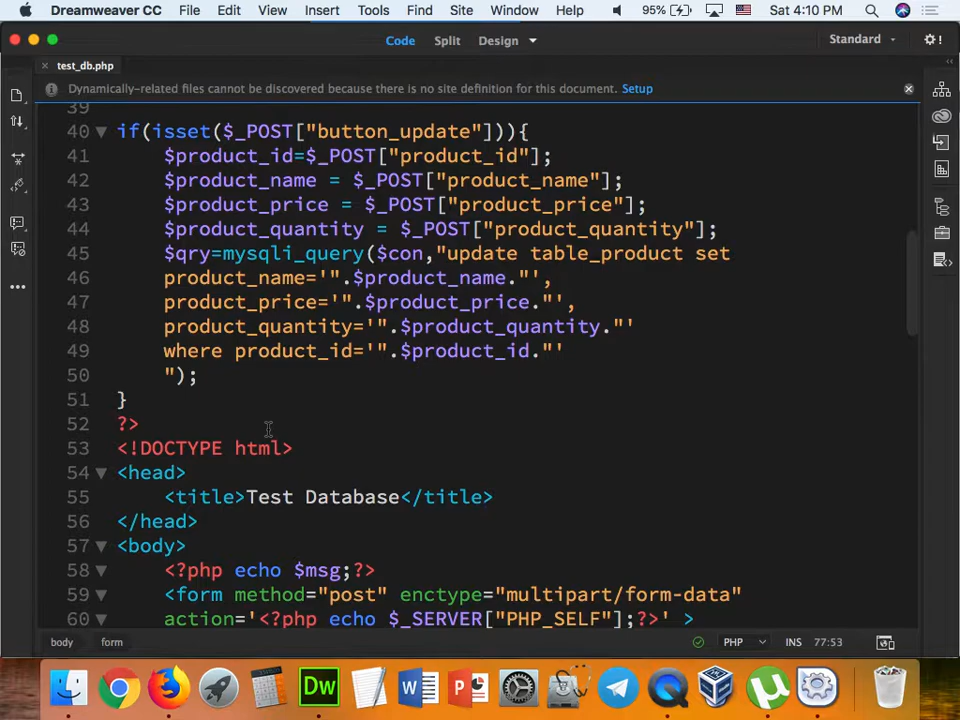 Dreamweaver CC File Edit View Insert Tools Find Site Window Help 95% Sat 4:10 PM
Code Split Design Standard
× test_db.php
Dynamically-related files cannot be discovered because there is no site definition for this document. Setup
39
40 if(isset($_POST["button_update"])){
41 $product_id=$_POST["product_id"];
42 $product_name = $_POST["product_name"];
43 $product_price = $_POST["product_price"];
44 $product_quantity = $_POST["product_quantity"];
45 $qry=mysqli_query($con,"update table_product set
46 product_name='".$product_name."',
47 product_price='".$product_price."',
48 product_quantity='".$product_quantity."'
49 where product_id='".$product_id."'
50 ");
51 }
52 ?>
53 <!DOCTYPE html>
54 <head>
55 <title>Test Database</title>
56 </head>
57 <body>
58 <?php echo $msg;?>
59 <form method="post" enctype="multipart/form-data"
60 action='<?php echo $_SERVER["PHP_SELF"];?>' >
body form PHP INS 77:53
Dw W P